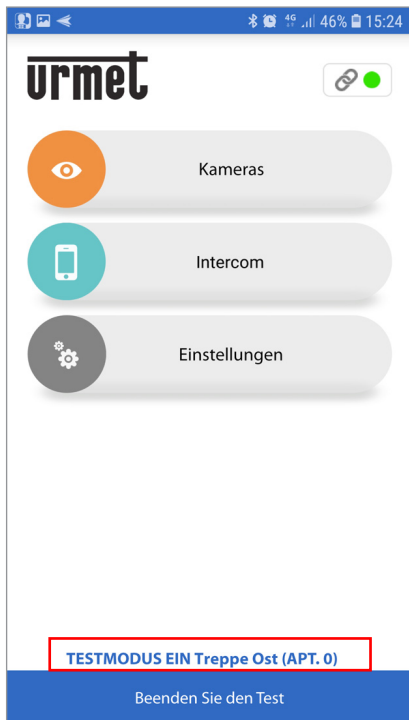 4G 46% 15:24
urmet
Kameras
Intercom
Einstellungen
TESTMODUS EIN Treppe Ost (APT. 0)
Beenden Sie den Test